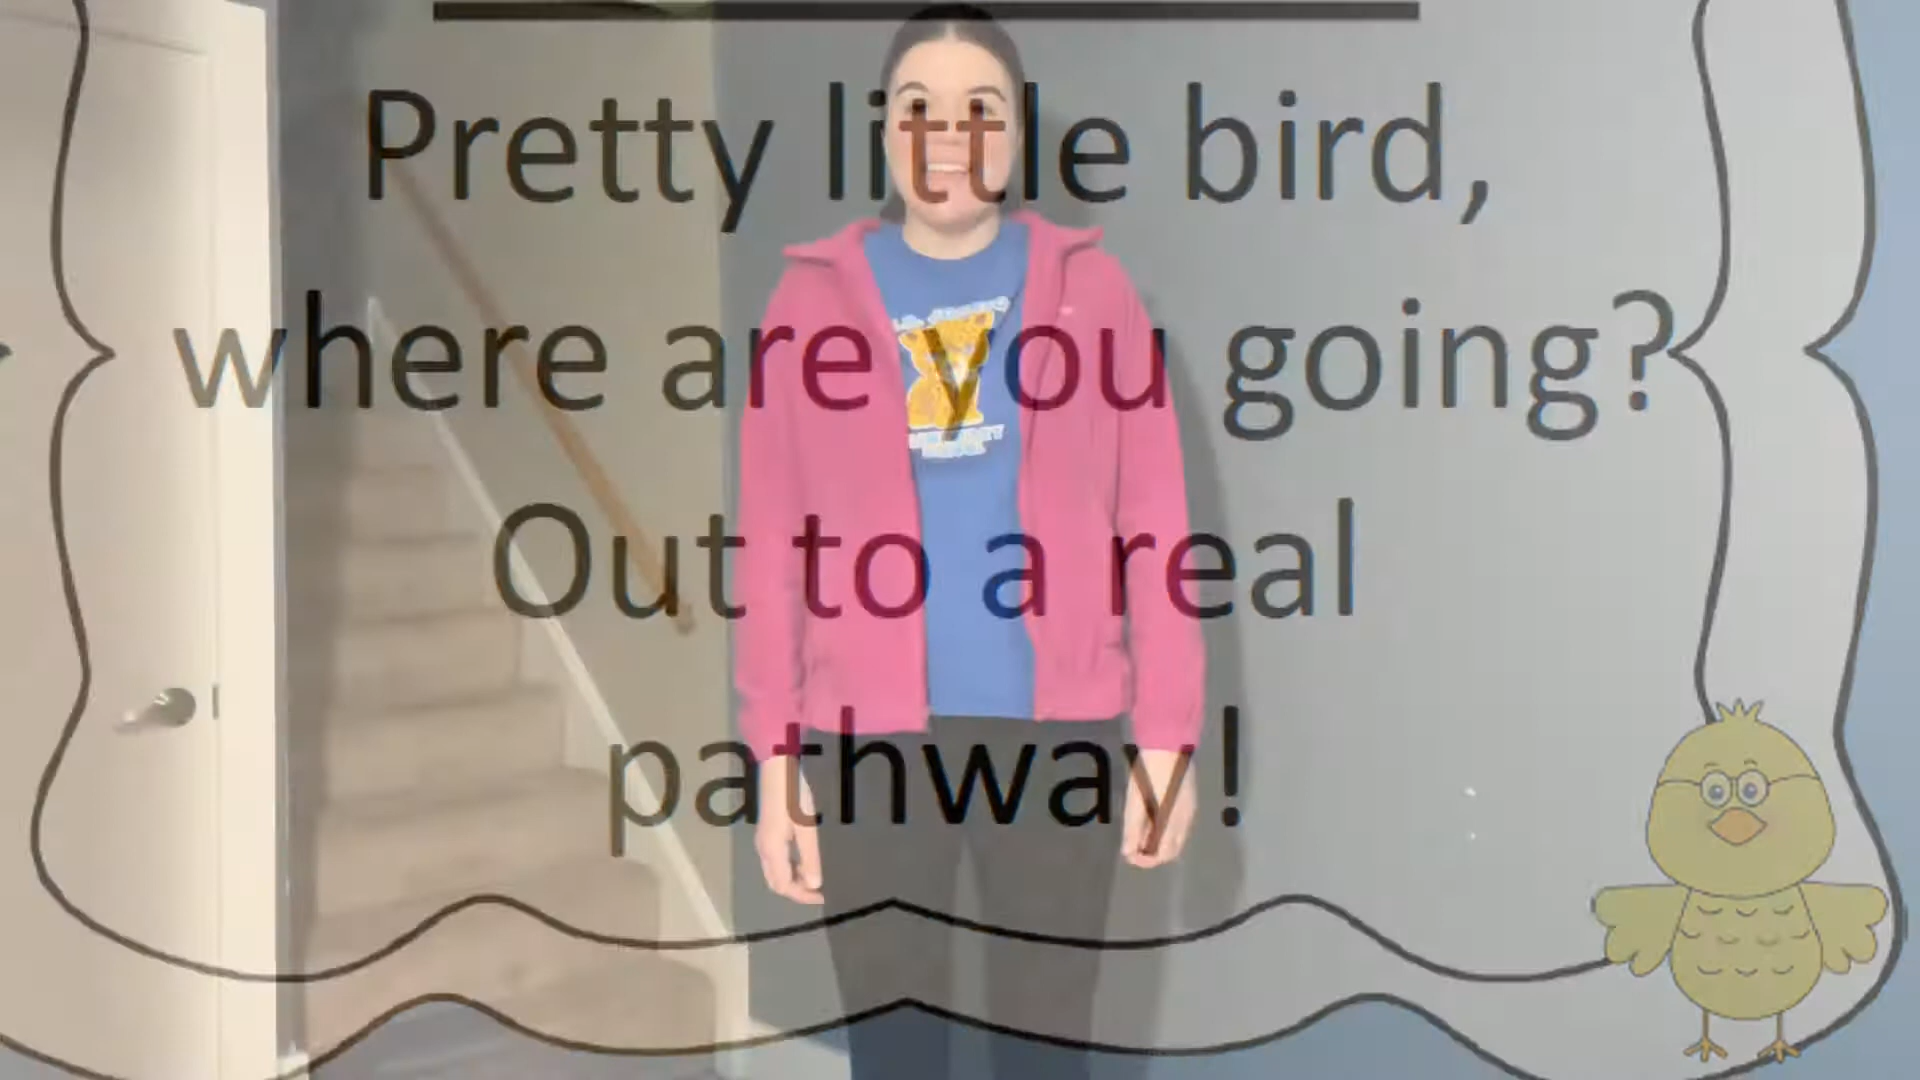 Pretty little bird,
where are you going?
Out to a real
pathway!